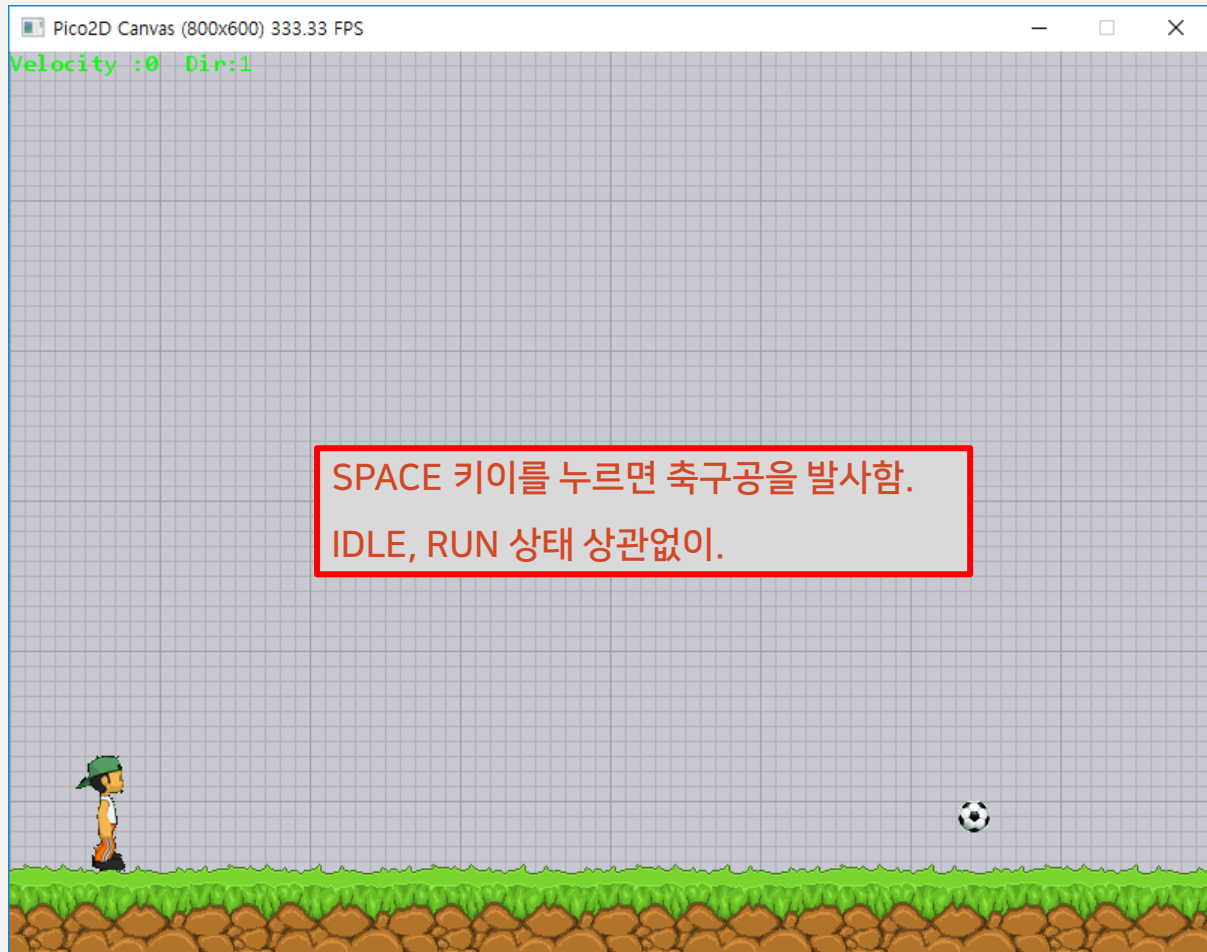 Pico2D Canvas (800x600) 333.33 FPS
Velocity :0 Dir:1
SPACE 키이를 누르면 축구공을 발사함.
IDLE, RUN 상태 상관없이.